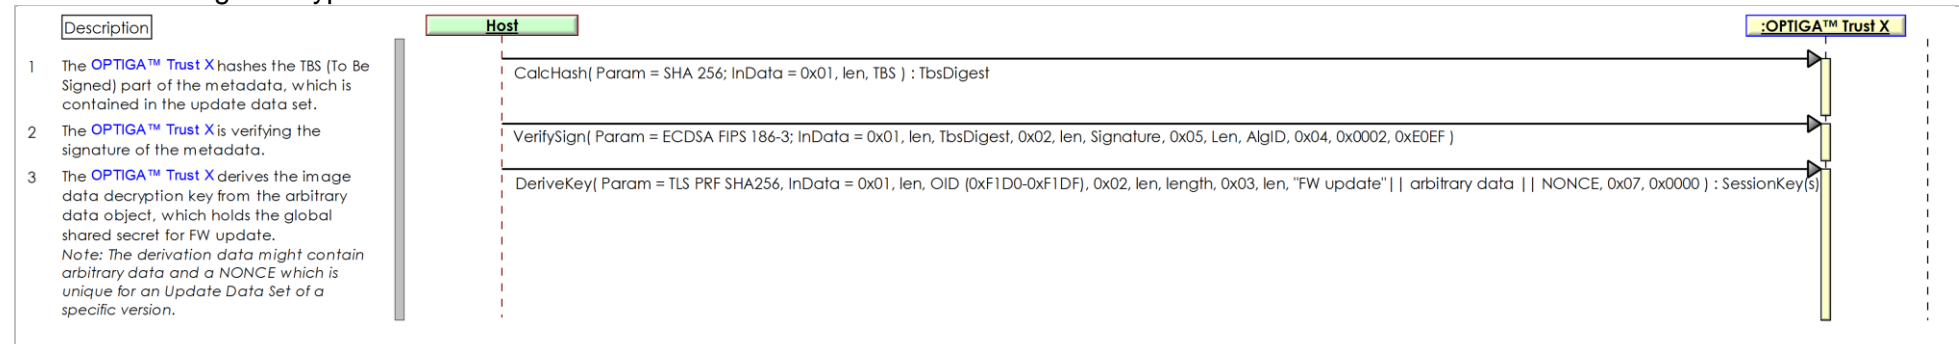 Description
Host
:OPTIGA™ Trust X
1 The OPTIGA™ Trust X hashes the TBS (To Be
Signed) part of the metadata, which is
contained in the update data set.
CalcHash( Param = SHA 256; InData = 0x01, len, TBS ) : TbsDigest
2 The OPTIGA™ Trust X is verifying the
signature of the metadata.
VerifySign( Param = ECDSA FIPS 186-3; InData = 0x01, len, TbsDigest, 0x02, len, Signature, 0x05, Len, AlgID, 0x04, 0x0002, 0xE0EF )
3 The OPTIGA™ Trust X derives the image
data decryption key from the arbitrary
data object, which holds the global
shared secret for FW update.
Note: The derivation data might contain
arbitrary data and a NONCE which is
unique for an Update Data Set of a
specific version.
DeriveKey( Param = TLS PRF SHA256, InData = 0x01, len, OID (0xF1D0-0xF1DF), 0x02, len, length, 0x03, len, "FW update"|| arbitrary data || NONCE, 0x07, 0x0000 ) : SessionKey(s)